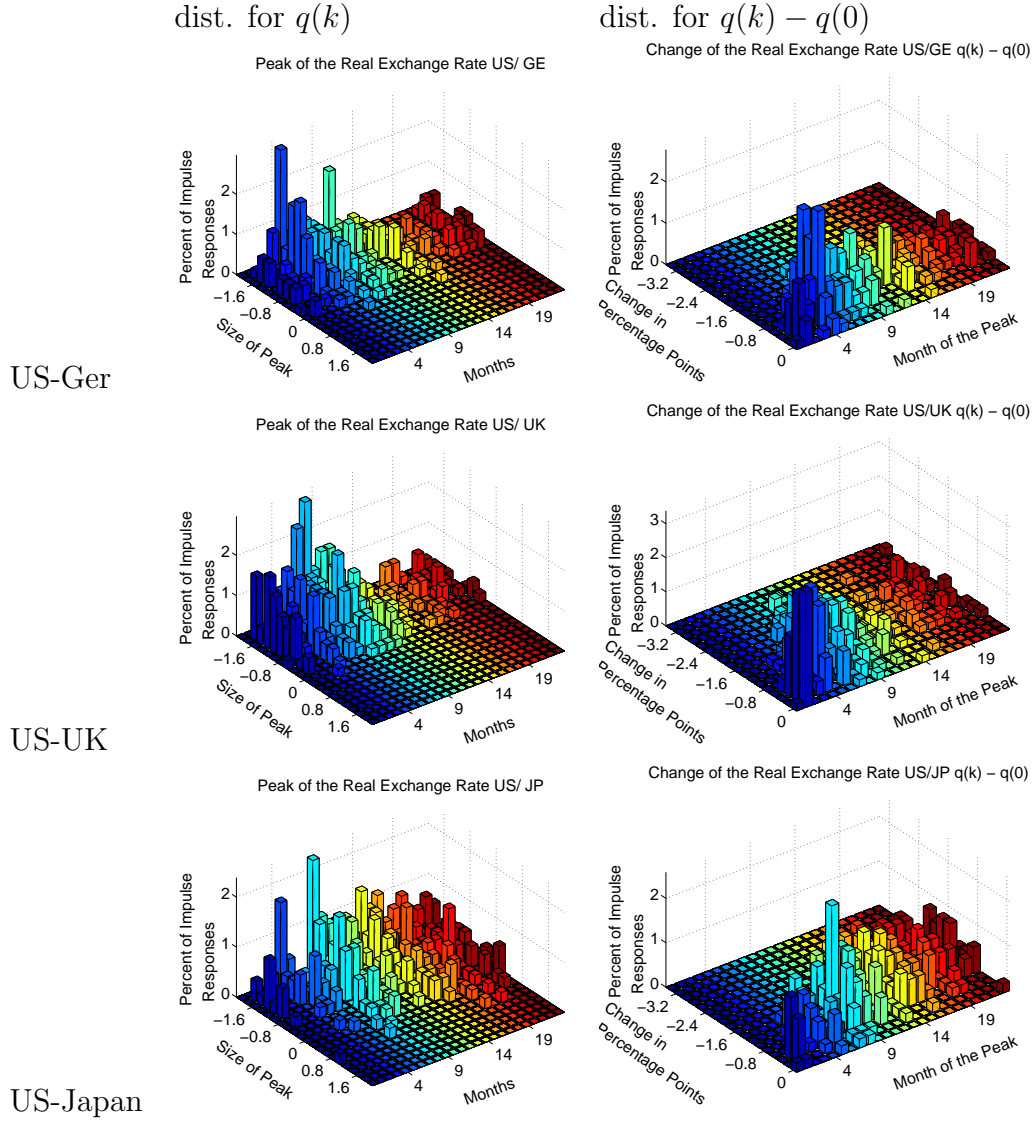 dist. for q(k)
dist. for q(k) − q(0)
Peak of the Real Exchange Rate US/ GE
Percent of Impulse
Responses
2
1
0
−1.6
−0.8
0
0.8
1.6
Size of Peak
4
9
14
19
Months
Change of the Real Exchange Rate US/GE q(k) − q(0)
Percent of Impulse
Responses
2
1
0
−3.2
−2.4
−1.6
−0.8
0
Change in
Percentage Points
4
9
14
19
Month of the Peak
US-Ger
Peak of the Real Exchange Rate US/ UK
Percent of Impulse
Responses
2
1
0
−1.6
−0.8
0
0.8
1.6
Size of Peak
4
9
14
19
Months
Change of the Real Exchange Rate US/UK q(k) − q(0)
Percent of Impulse
Responses
3
2
1
0
−3.2
−2.4
−1.6
−0.8
0
Change in
Percentage Points
4
9
14
19
Month of the Peak
US-UK
Peak of the Real Exchange Rate US/ JP
Percent of Impulse
Responses
2
1
0
−1.6
−0.8
0
0.8
1.6
Size of Peak
4
9
14
19
Months
Change of the Real Exchange Rate US/JP q(k) − q(0)
Percent of Impulse
Responses
2
1
0
−3.2
−2.4
−1.6
−0.8
0
Change in
Percentage Points
4
9
14
19
Month of the Peak
US-Japan